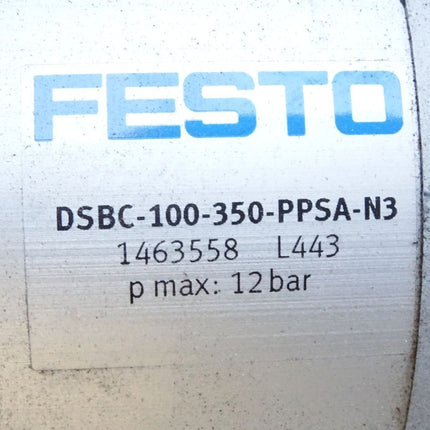 FESTO
DSBC-100-350-PPSA-N3
1463558 L443
p max: 12 bar